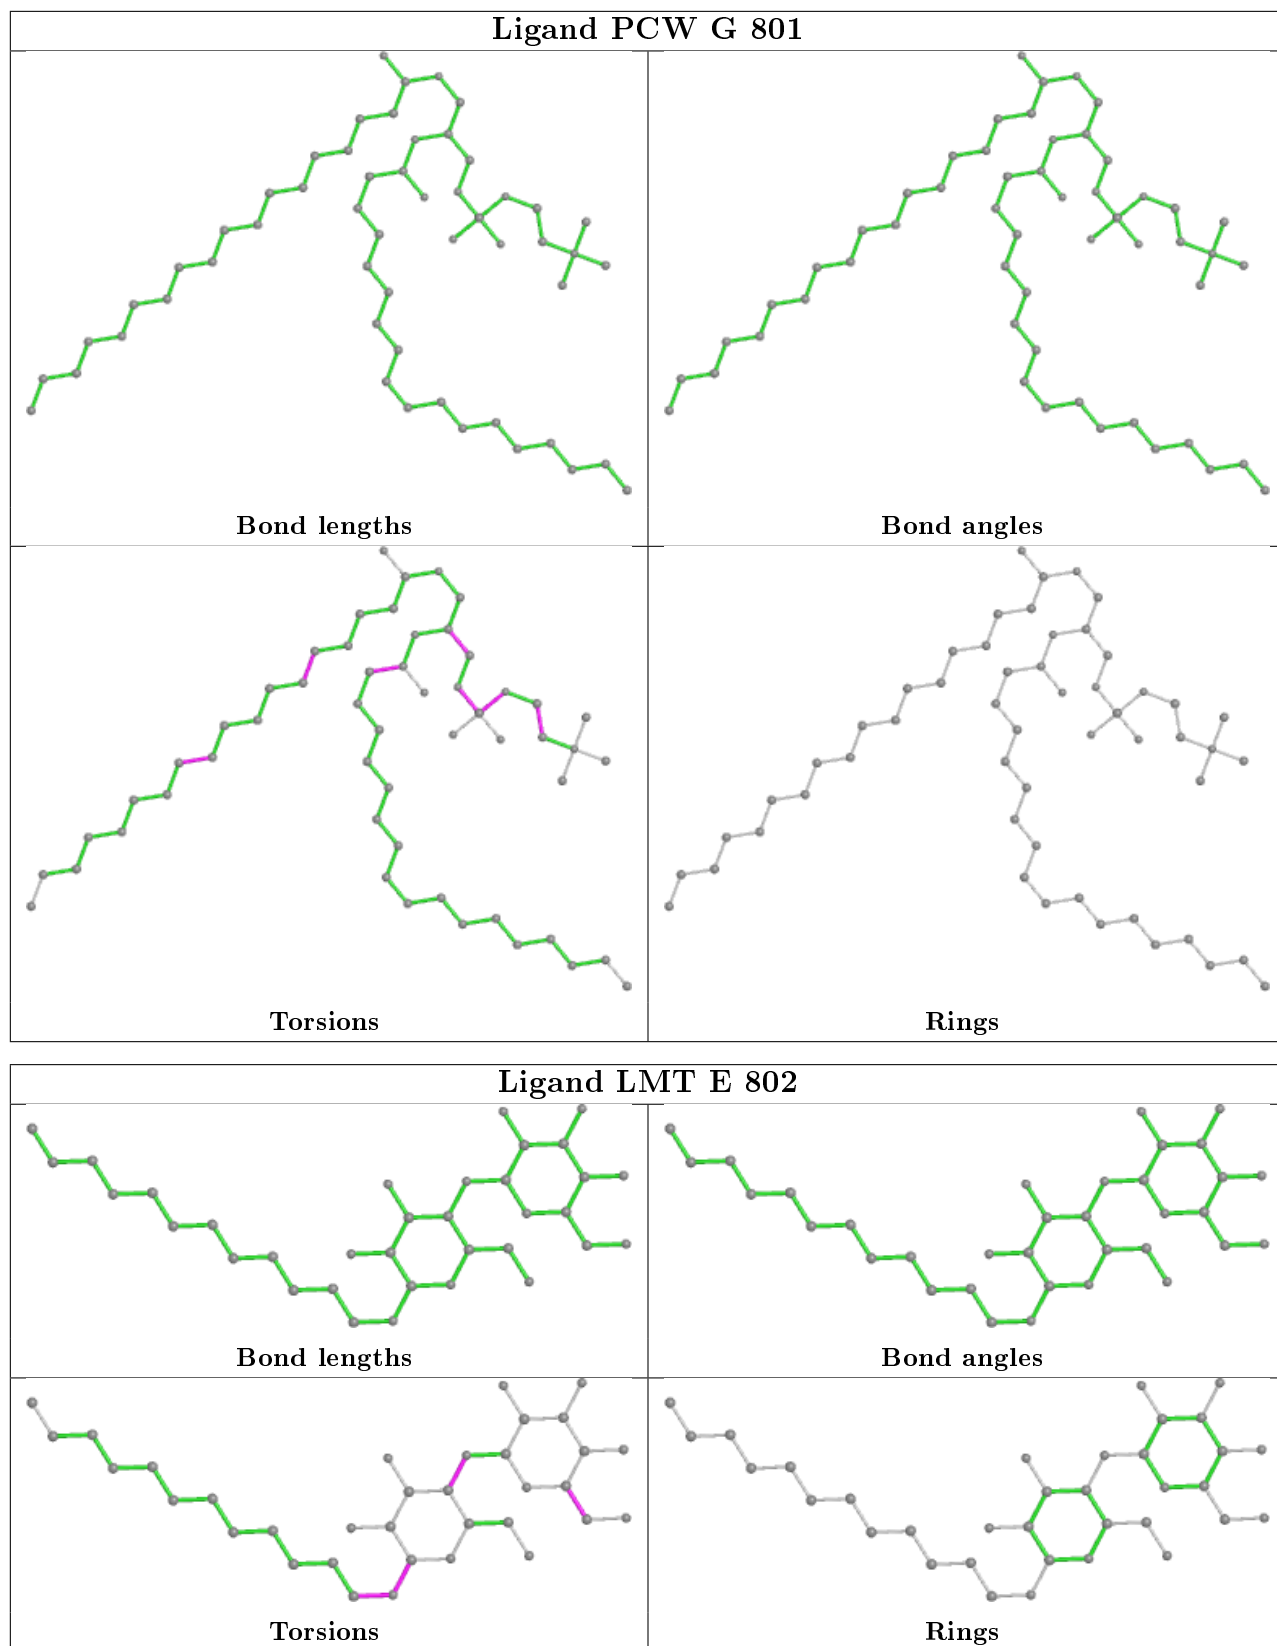 Ligand PCW G 801
Bond lengths
Bond angles
Torsions
Rings
Ligand LMT E 802
Bond lengths
Bond angles
Torsions
Rings